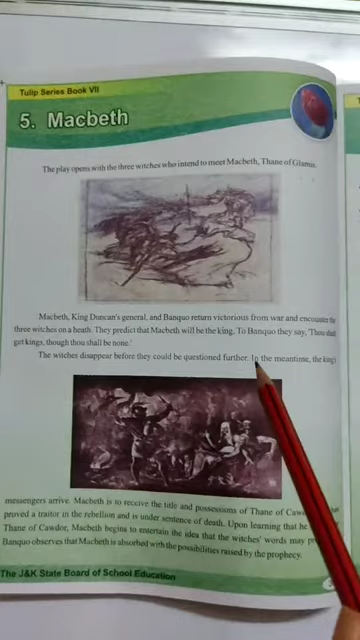 Tulip Series Book VII
5. Macbeth
The play opens with the three witches who intend to meet Macbeth, Thane of Glamis.
Macbeth, King Duncan's general, and Banquo return victorious from war and encounter the
three witches on a heath. They predict that Macbeth will be the king. To Banquo they say, 'Thou shalt
get kings, though thou shall be none.'
The witches disappear before they could be questioned further. In the meantime, the king's
messengers arrive. Macbeth is to receive the title and possessions of Thane of
proved a traitor in the rebellion and is under sentence of death. Upon learning that he
Thane of Cawdor, Macbeth begins to entertain the idea that the witches' words may
Banquo observes that Macbeth is absorbed with the possibilities raised by the prophecy.
The J&K State Board of School Education